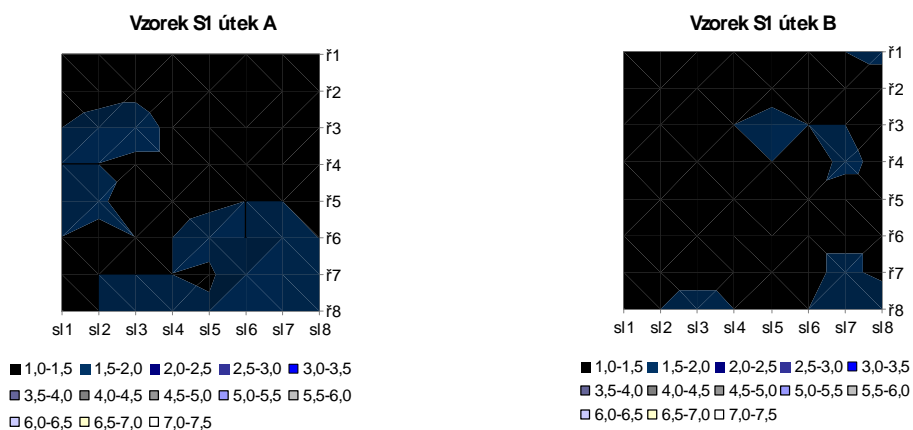 Vzorek S1 útek A
ř1
ř2
ř3
ř4
ř5
ř6
ř7
ř8
sl1 sl2 sl3 sl4 sl5 sl6 sl7 sl8
1,0-1,5 1,5-2,0 2,0-2,5 2,5-3,0 3,0-3,5
3,5-4,0 4,0-4,5 4,5-5,0 5,0-5,5 5,5-6,0
6,0-6,5 6,5-7,0 7,0-7,5
Vzorek S1 útek B
ř1
ř2
ř3
ř4
ř5
ř6
ř7
ř8
sl1 sl2 sl3 sl4 sl5 sl6 sl7 sl8
1,0-1,5 1,5-2,0 2,0-2,5 2,5-3,0 3,0-3,5
3,5-4,0 4,0-4,5 4,5-5,0 5,0-5,5 5,5-6,0
6,0-6,5 6,5-7,0 7,0-7,5